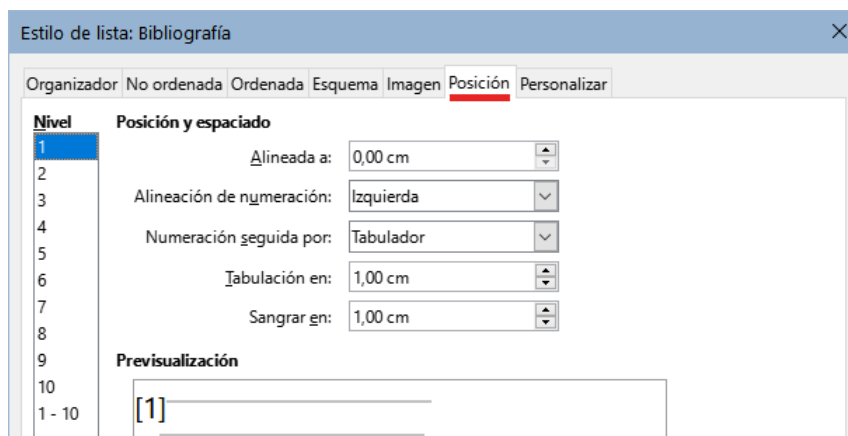 Estilo de lista: Bibliografía
Organizador No ordenada Ordenada Esquema Imagen Posición Personalizar
Nivel
Posición y espaciado
1
2
3
4
5
6
7
8
9
10
1 - 10
Alineada a: 0,00 cm
Alineación de numeración: Izquierda
Numeración seguida por: Tabulador
Tabulación en: 1,00 cm
Sangrar en: 1,00 cm
Previsualización
[1]